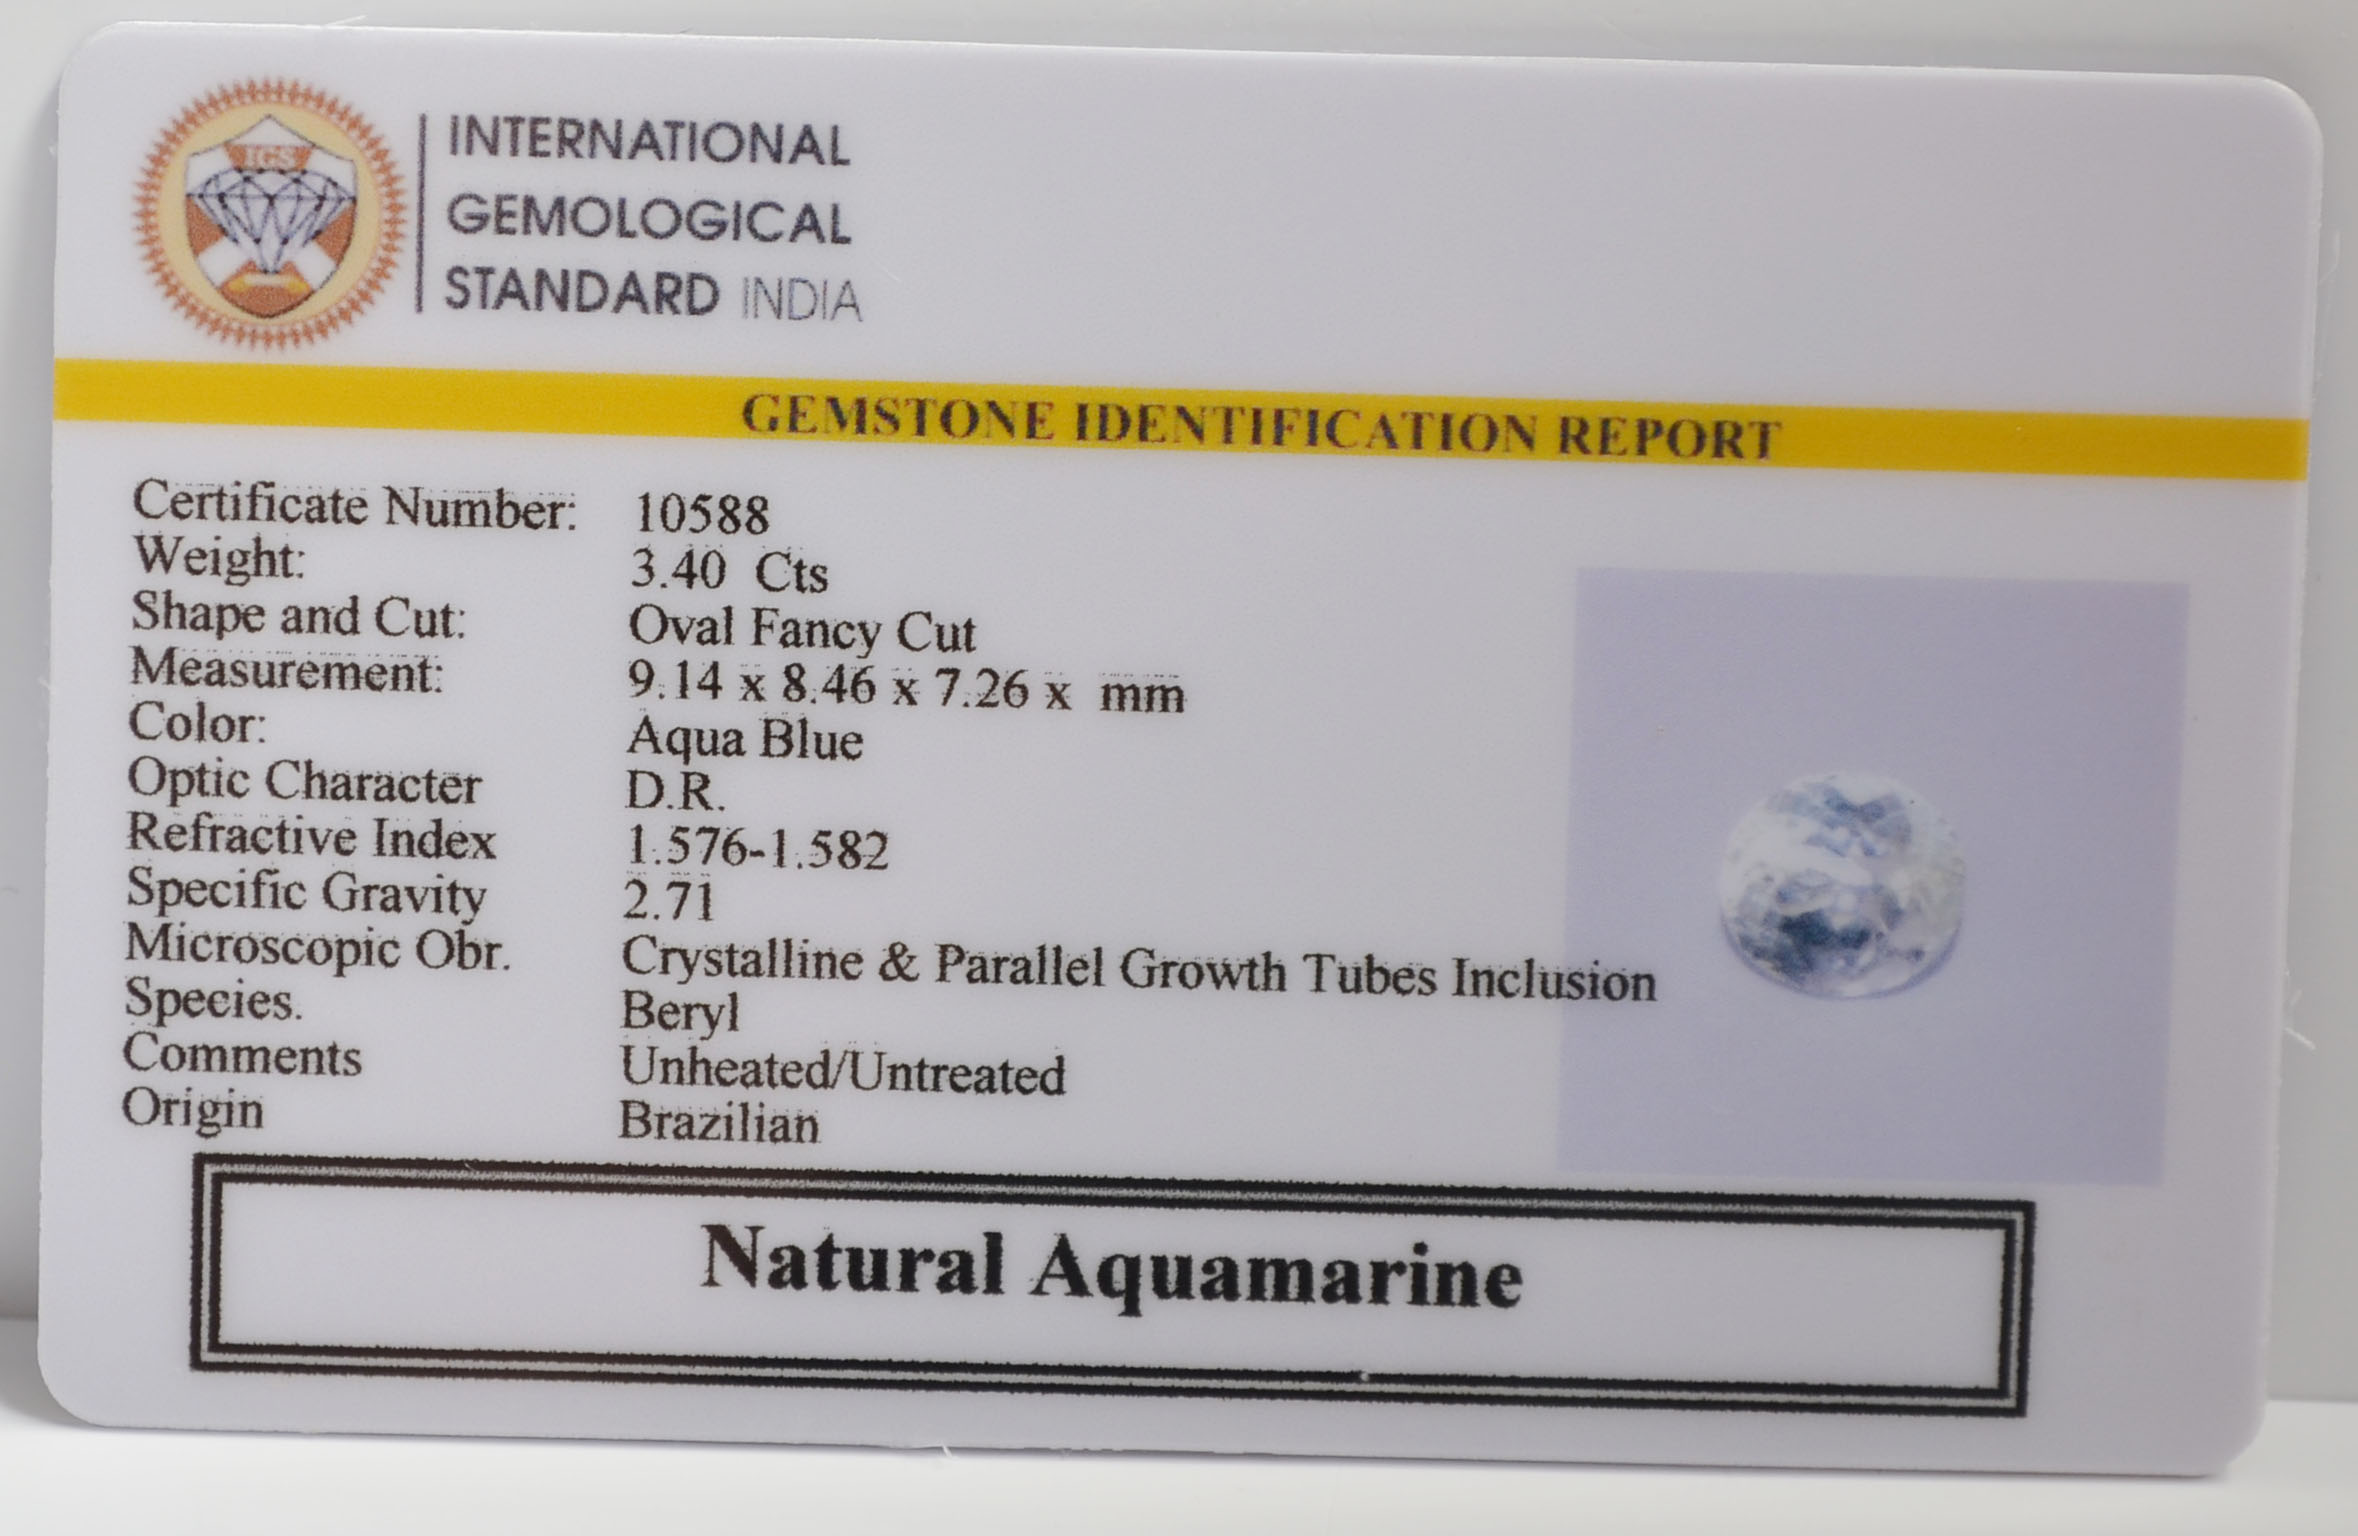 IGS
INTERNATIONAL
GEMOLOGICAL
STANDARD INDIA
GEMSTONE IDENTIFICATION REPORT
Certificate Number: 10588
Weight: 3.40 Cts
Shape and Cut: Oval Fancy Cut
Measurement: 9.14 x 8.46 x 7.26 x mm
Color: Aqua Blue
Optic Character D.R.
Refractive Index 1.576-1.582
Specific Gravity 2.71
Microscopic Obr. Crystalline & Parallel Growth Tubes Inclusion
Species. Beryl
Comments Unheated/Untreated
Origin Brazilian
Natural Aquamarine